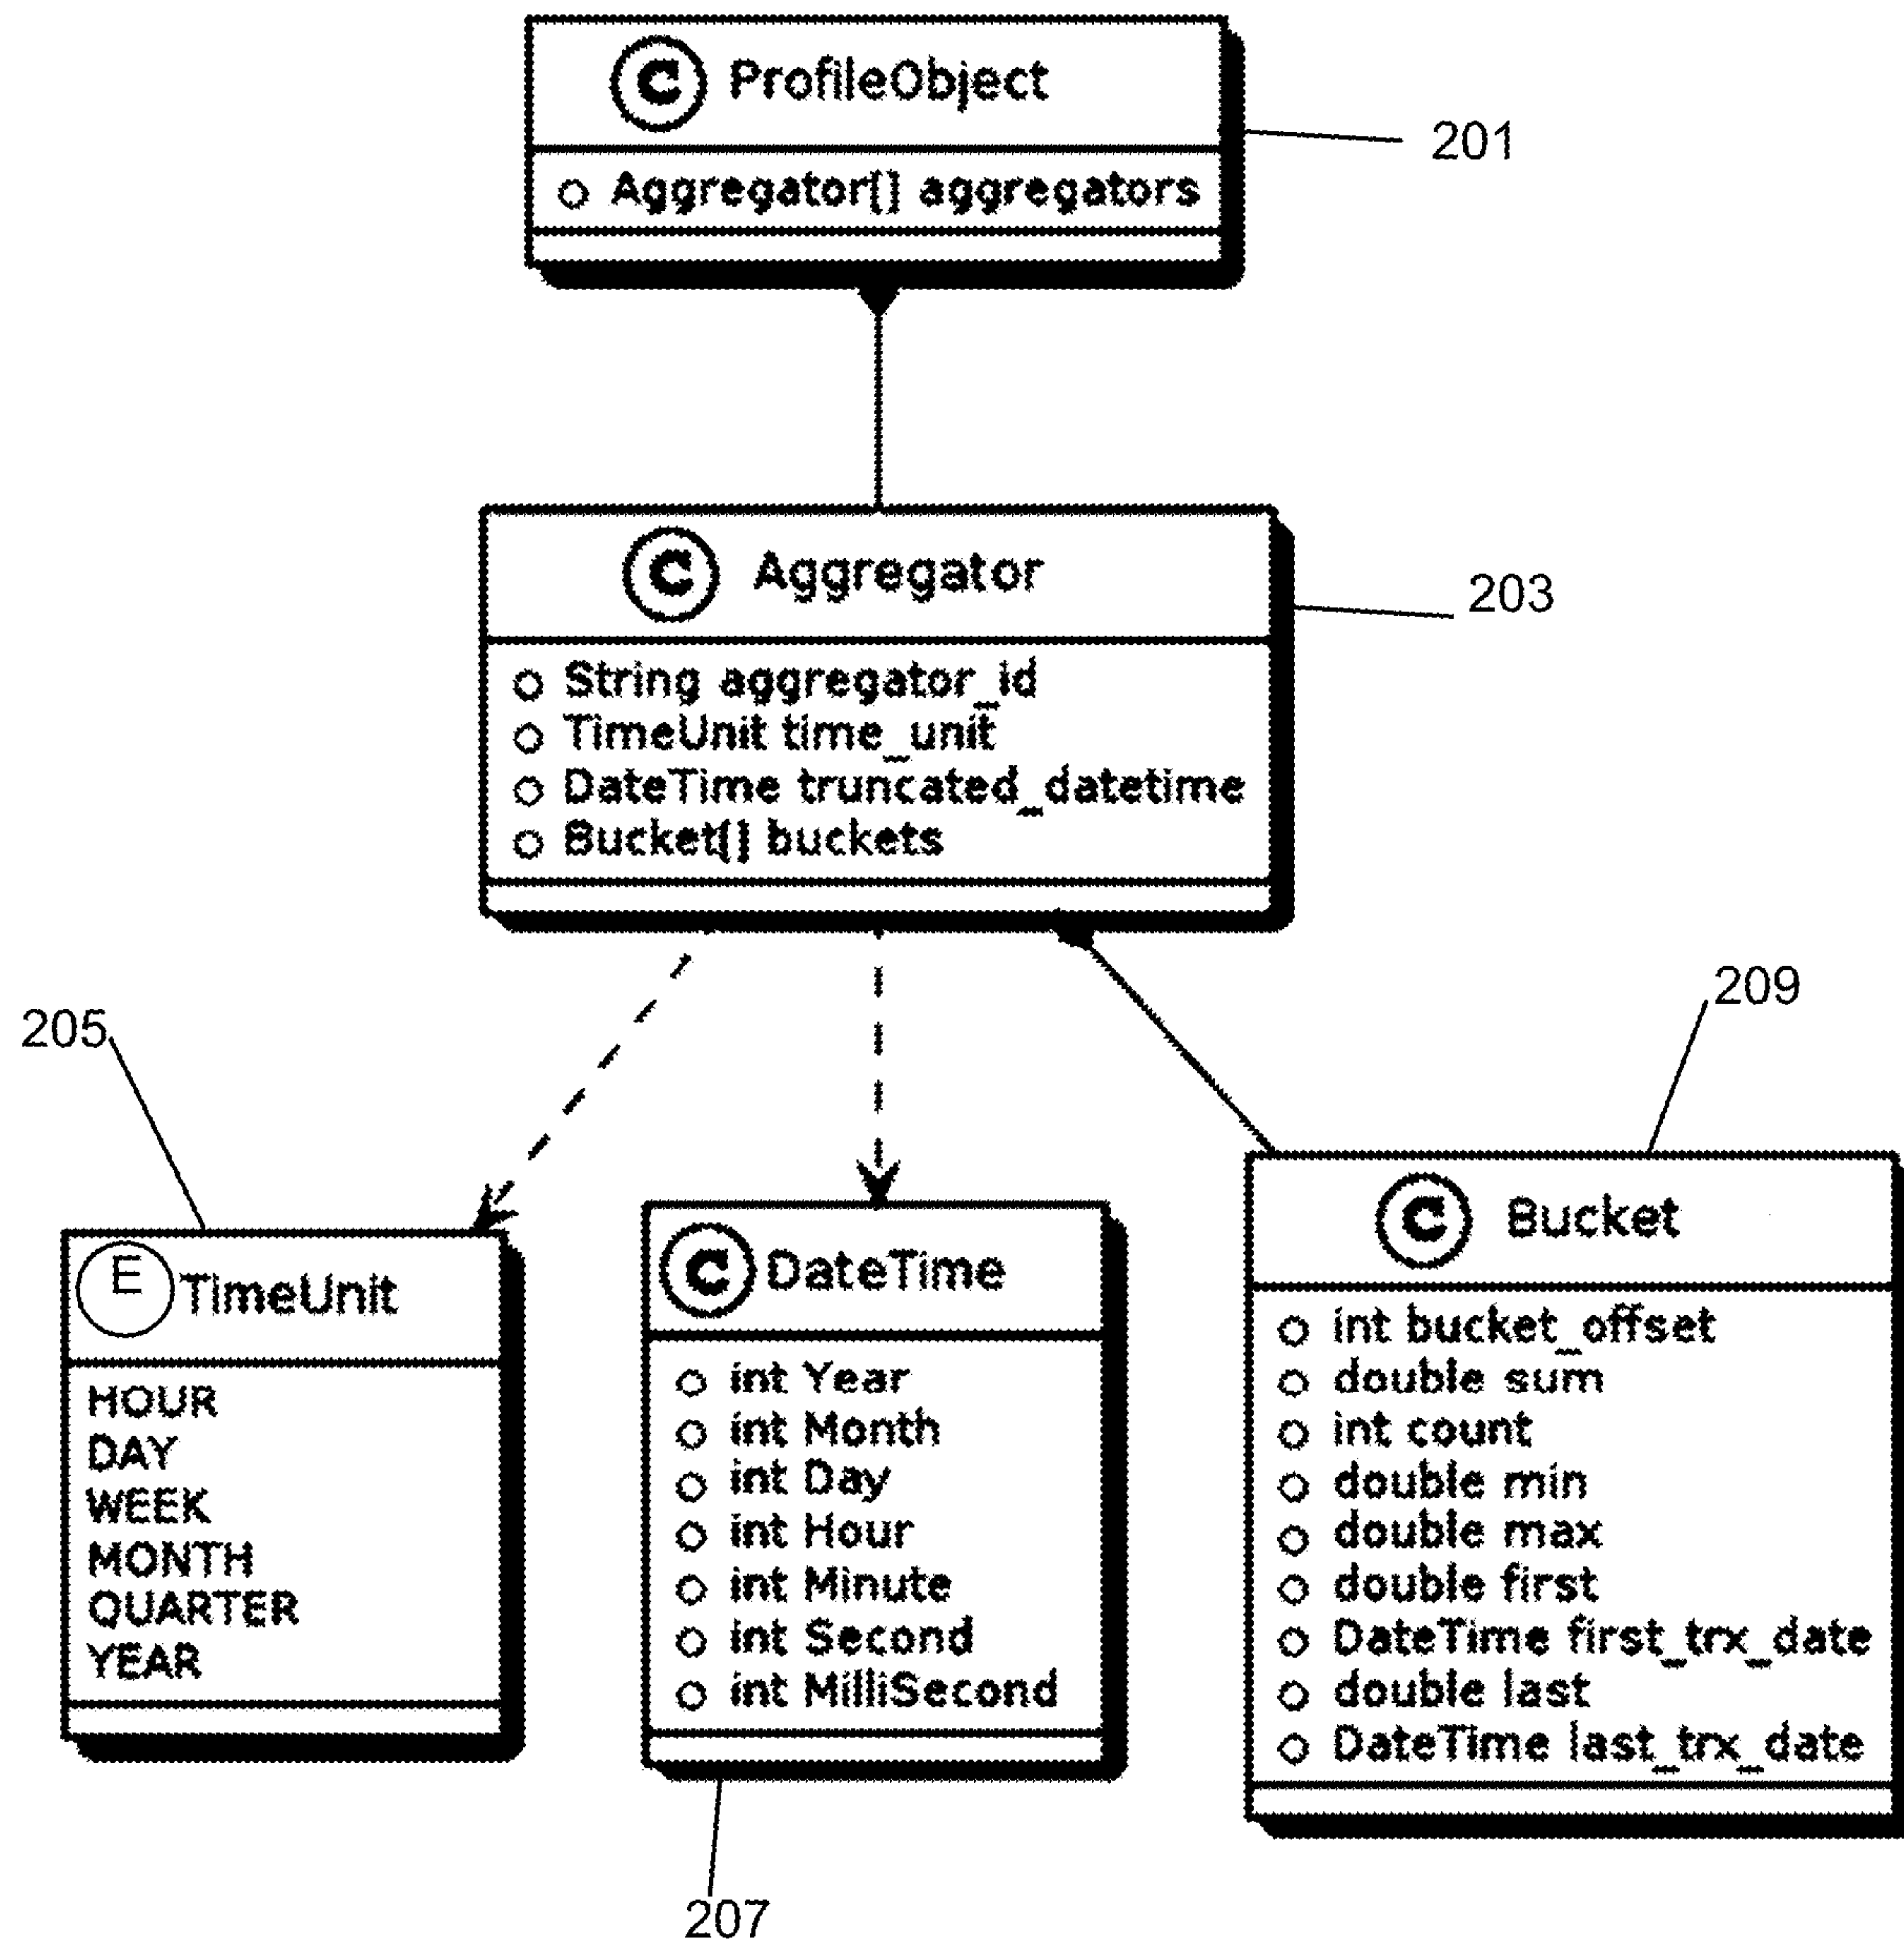 C ProfileObject
Aggregator[] aggregators
201
C Aggregator
String aggregator_id
TimeUnit time_unit
DateTime truncated_datetime
Bucket[] buckets
203
205
E TimeUnit
HOUR
DAY
WEEK
MONTH
QUARTER
YEAR
C DateTime
int Year
int Month
int Day
int Hour
int Minute
int Second
int MilliSecond
207
209
C Bucket
int bucket_offset
double sum
int count
double min
double max
double first
DateTime first_trx_date
double last
DateTime last_trx_date